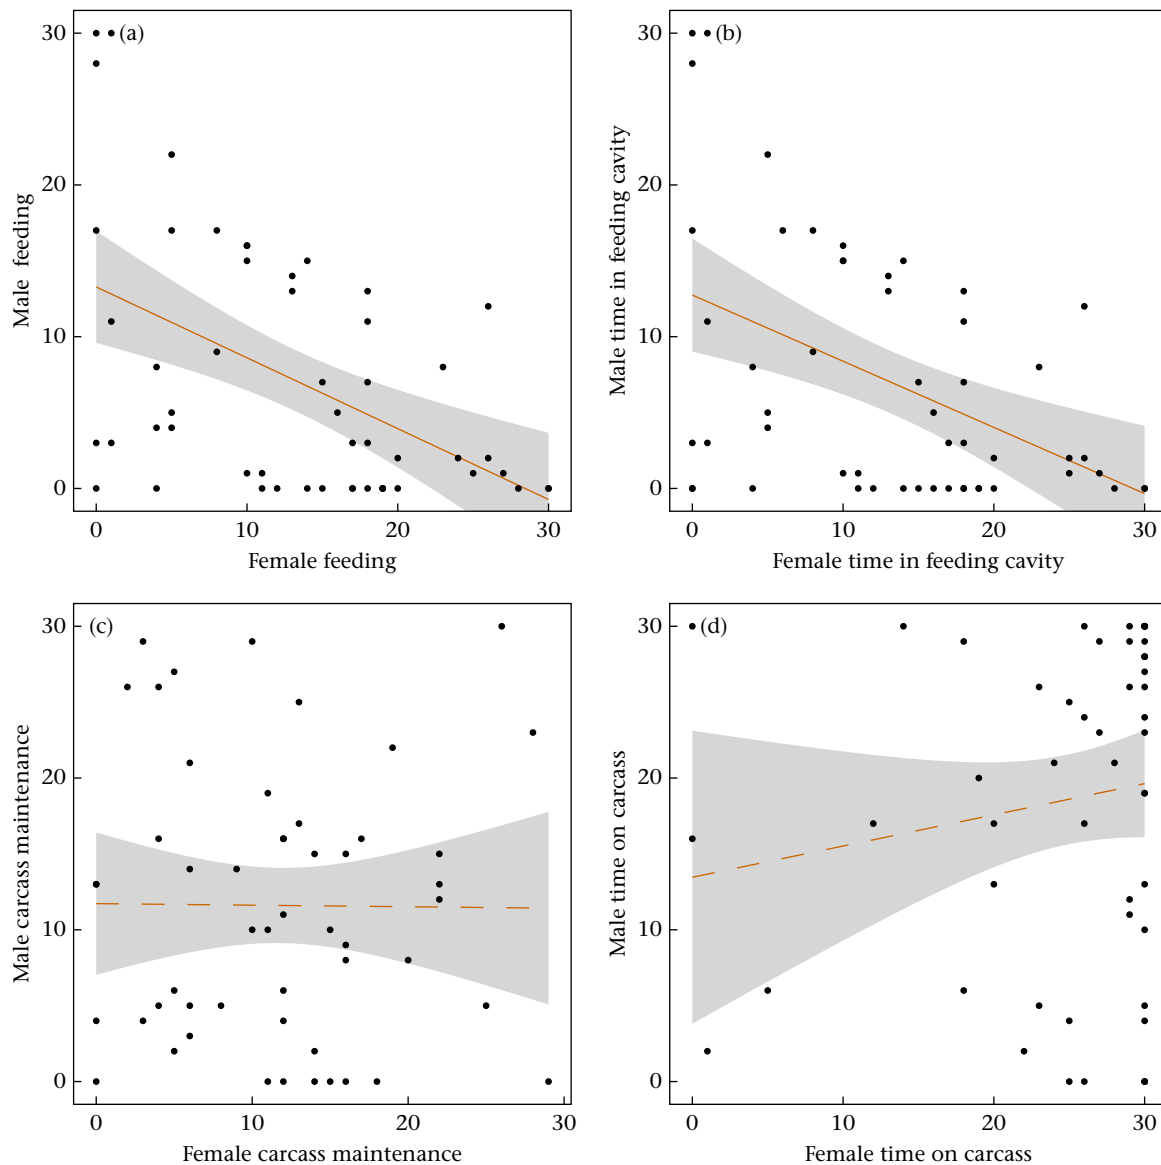 (a)
30
20
10
0
Male feeding
0 10 20 30
Female feeding
(b)
30
20
10
0
Male time in feeding cavity
0 10 20 30
Female time in feeding cavity
(c)
30
20
10
0
Male carcass maintenance
0 10 20 30
Female carcass maintenance
(d)
30
20
10
0
Male time on carcass
0 10 20 30
Female time on carcass